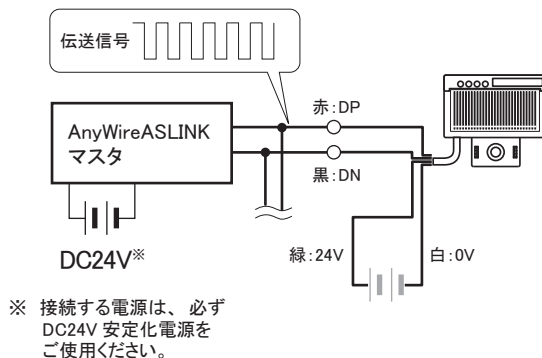 伝送信号
AnyWireASLINK
マスタ
赤:DP
黒:DN
DC24V※
緑:24V
白:0V
※ 接続する電源は、必ず
DC24V 安定化電源を
ご使用ください。